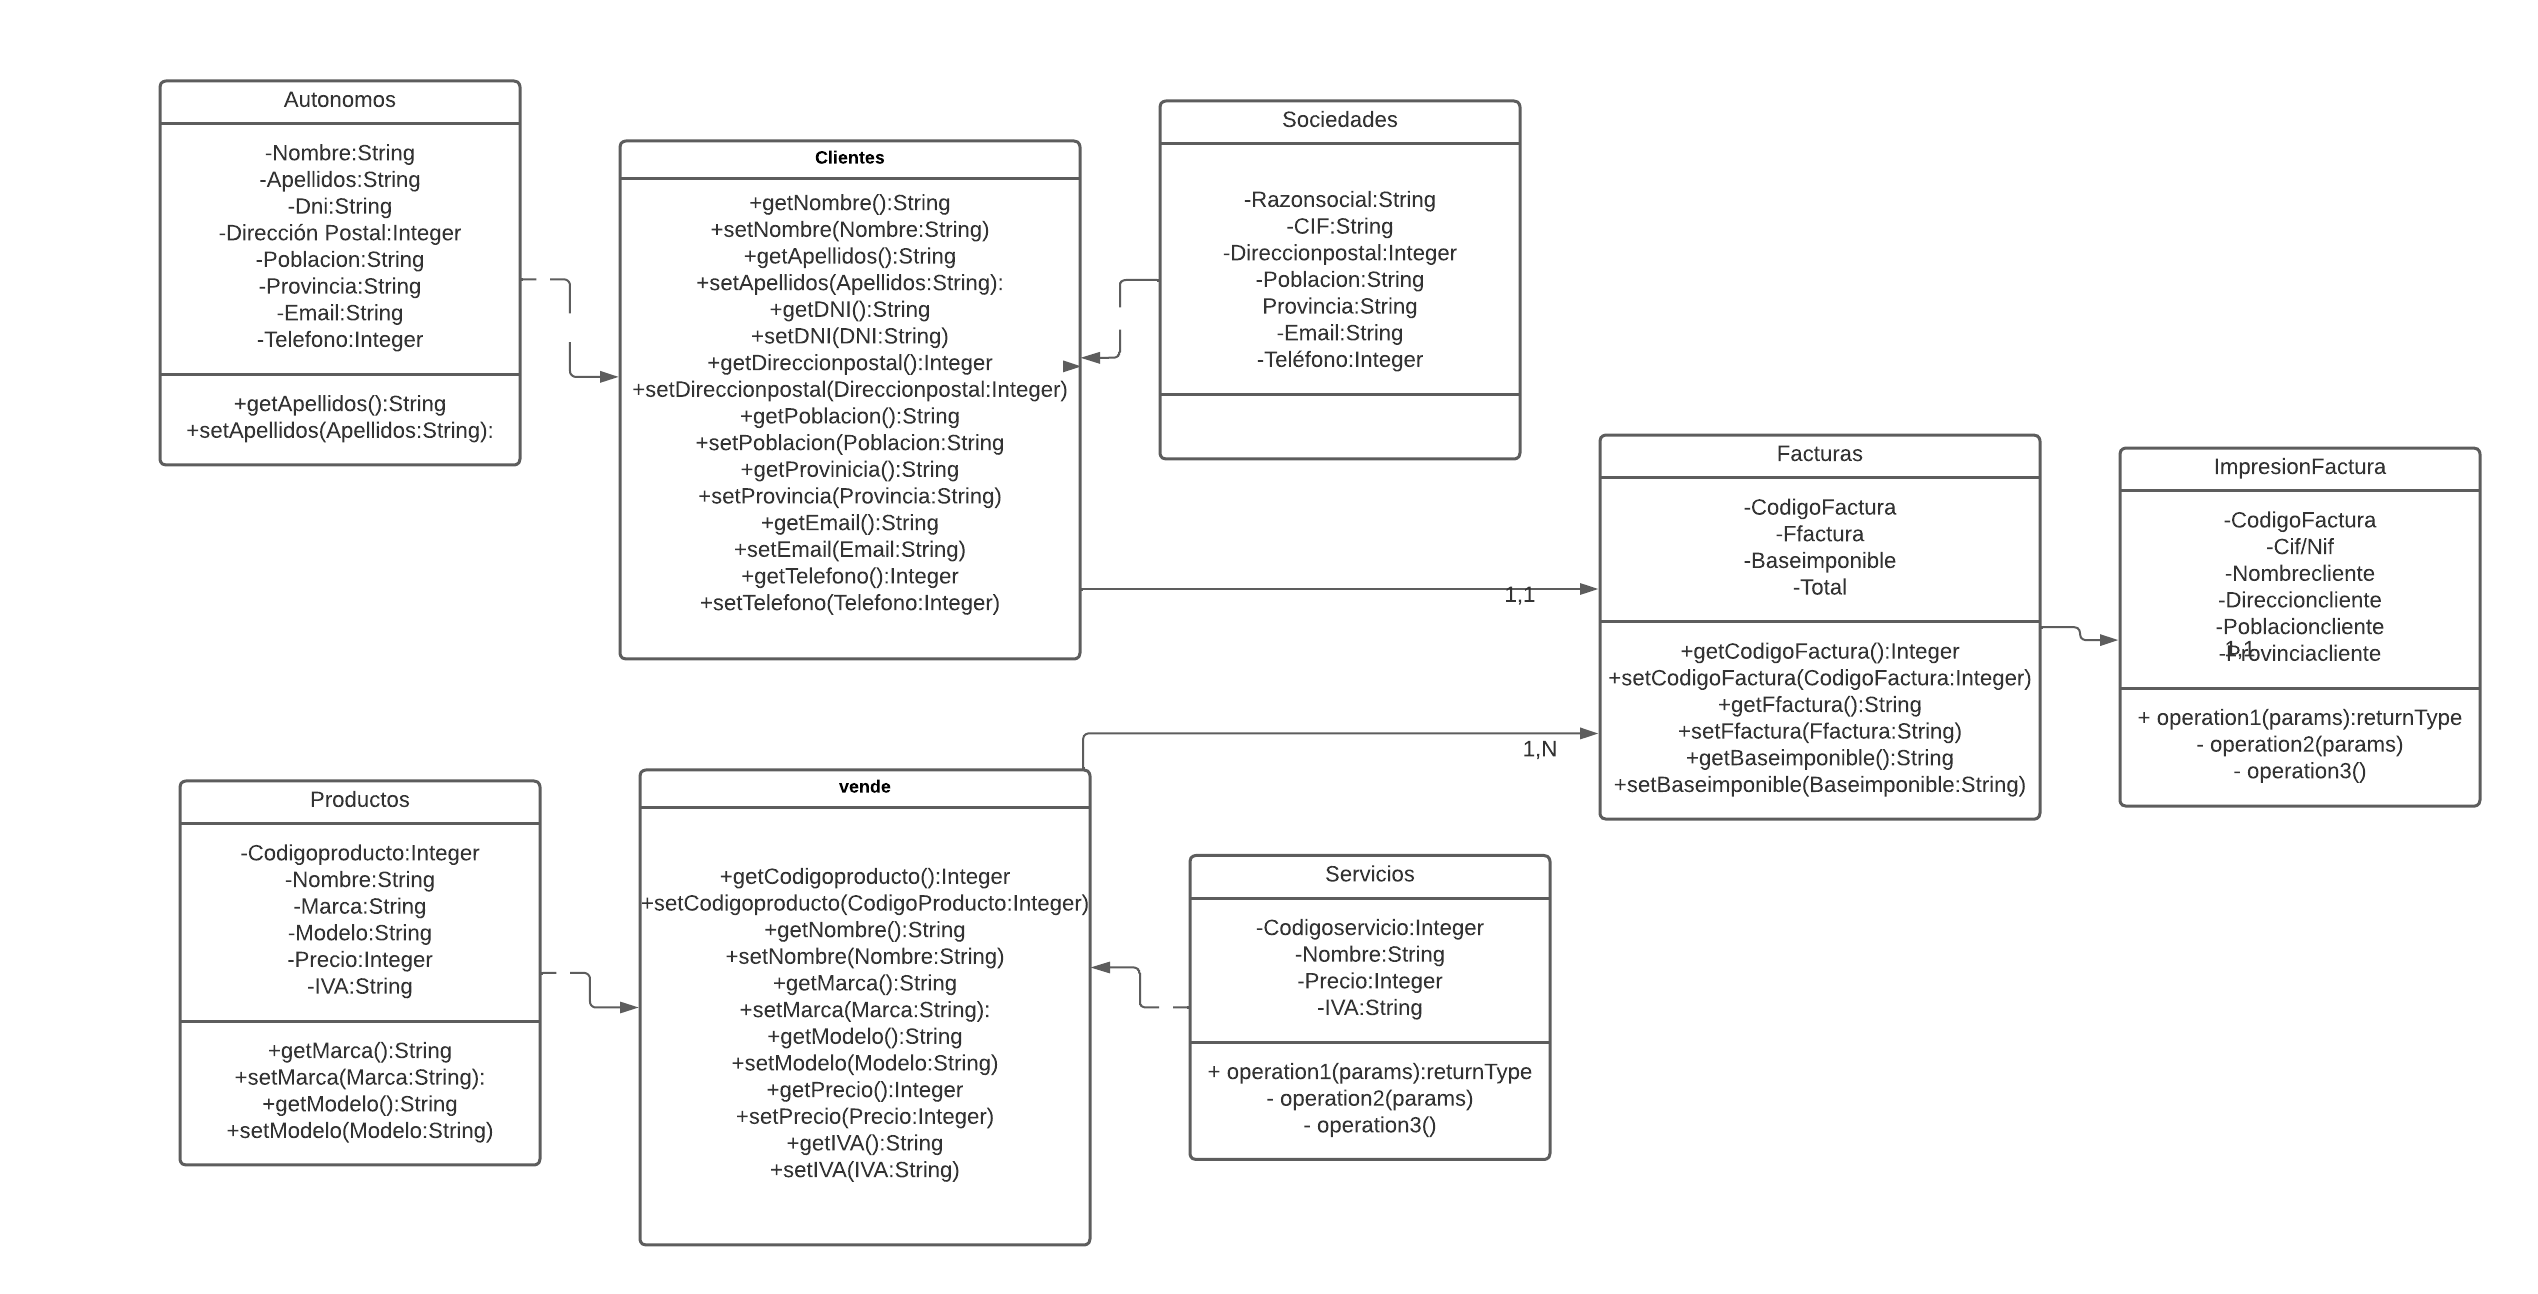 Autonomos
-Nombre:String
-Apellidos:String
-Dni:String
-Dirección Postal:Integer
-Poblacion:String
-Provincia:String
-Email:String
-Telefono:Integer
+getApellidos():String
+setApellidos(Apellidos:String):
Clientes
+getNombre():String
+setNombre(Nombre:String)
+getApellidos():String
+setApellidos(Apellidos:String):
+getDNI():String
+setDNI(DNI:String)
+getDireccionpostal():Integer
+setDireccionpostal(Direccionpostal:Integer)
+getPoblacion():String
+setPoblacion(Poblacion:String
+getProvinicia():String
+setProvincia(Provincia:String)
+getEmail():String
+setEmail(Email:String)
+getTelefono():Integer
+setTelefono(Telefono:Integer)
Sociedades
-Razonsocial:String
-CIF:String
-Direccionpostal:Integer
-Poblacion:String
Provincia:String
-Email:String
-Teléfono:Integer
1,1
Facturas
-CodigoFactura
-Ffactura
-Baseimponible
-Total
+getCodigoFactura():Integer
+setCodigoFactura(CodigoFactura:Integer)
+getFfactura():String
+setFfactura(Ffactura:String)
+getBaseimponible():String
+setBaseimponible(Baseimponible:String)
ImpresionFactura
-CodigoFactura
-Cif/Nif
-Nombrecliente
-Direccioncliente
-Poblacioncliente
1,1
-Provinciacliente
+ operation1(params):returnType
- operation2(params)
- operation3()
1,N
Productos
-Codigoproducto:Integer
-Nombre:String
-Marca:String
-Modelo:String
-Precio:Integer
-IVA:String
+getMarca():String
+setMarca(Marca:String):
+getModelo():String
+setModelo(Modelo:String)
vende
+getCodigoproducto():Integer
+setCodigoproducto(CodigoProducto:Integer)
+getNombre():String
+setNombre(Nombre:String)
+getMarca():String
+setMarca(Marca:String):
+getModelo():String
+setModelo(Modelo:String)
+getPrecio():Integer
+setPrecio(Precio:Integer)
+getIVA():String
+setIVA(IVA:String)
Servicios
-Codigoservicio:Integer
-Nombre:String
-Precio:Integer
-IVA:String
+ operation1(params):returnType
- operation2(params)
- operation3()